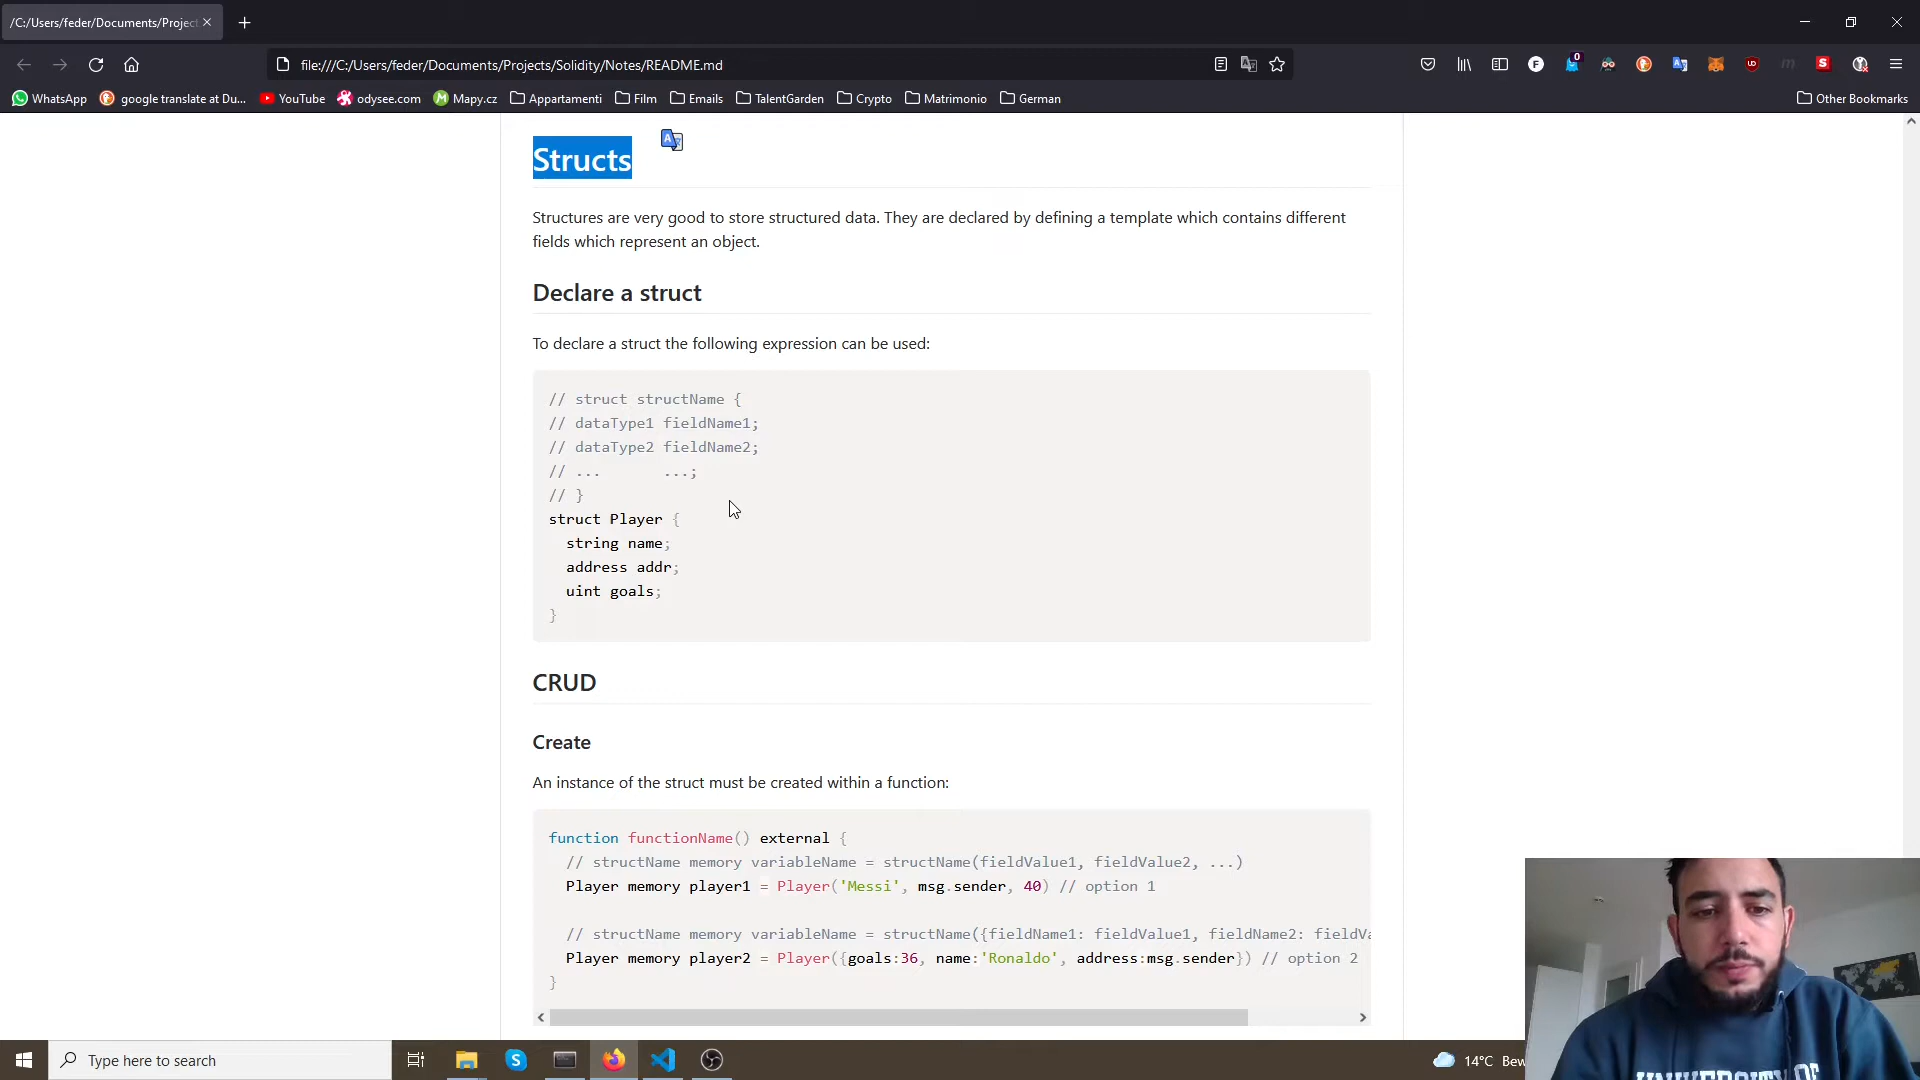 /C:/Users/feder/Documents/Projec
file:///C:/Users/feder/Documents/Projects/Solidity/Notes/README.md
0
WhatsApp
google translate at Du...
YouTube
odysee.com
Mapy.cz
Appartamenti
Film
Emails
TalentGarden
Crypto
Matrimonio
German
Other Bookmarks
Structs
Structures are very good to store structured data. They are declared by defining a template which contains different
fields which represent an object.
Declare a struct
To declare a struct the following expression can be used:
// struct structName {
// dataType1 fieldName1;
// dataType2 fieldName2;
// ...       ...;
// }
struct Player {
string name;
address addr;
uint goals;
}
CRUD
Create
An instance of the struct must be created within a function:
function functionName() external {
// structName memory variableName = structName(fieldValue1, fieldValue2, ...)
Player memory player1 = Player('Messi', msg.sender, 40) // option 1
// structName memory variableName = structName({fieldName1: fieldValue1, fieldName2: fieldVa
Player memory player2 = Player({goals:36, name:'Ronaldo', address:msg.sender}) // option 2
}
Type here to search
14°C Bew
UNIVERSITY OF